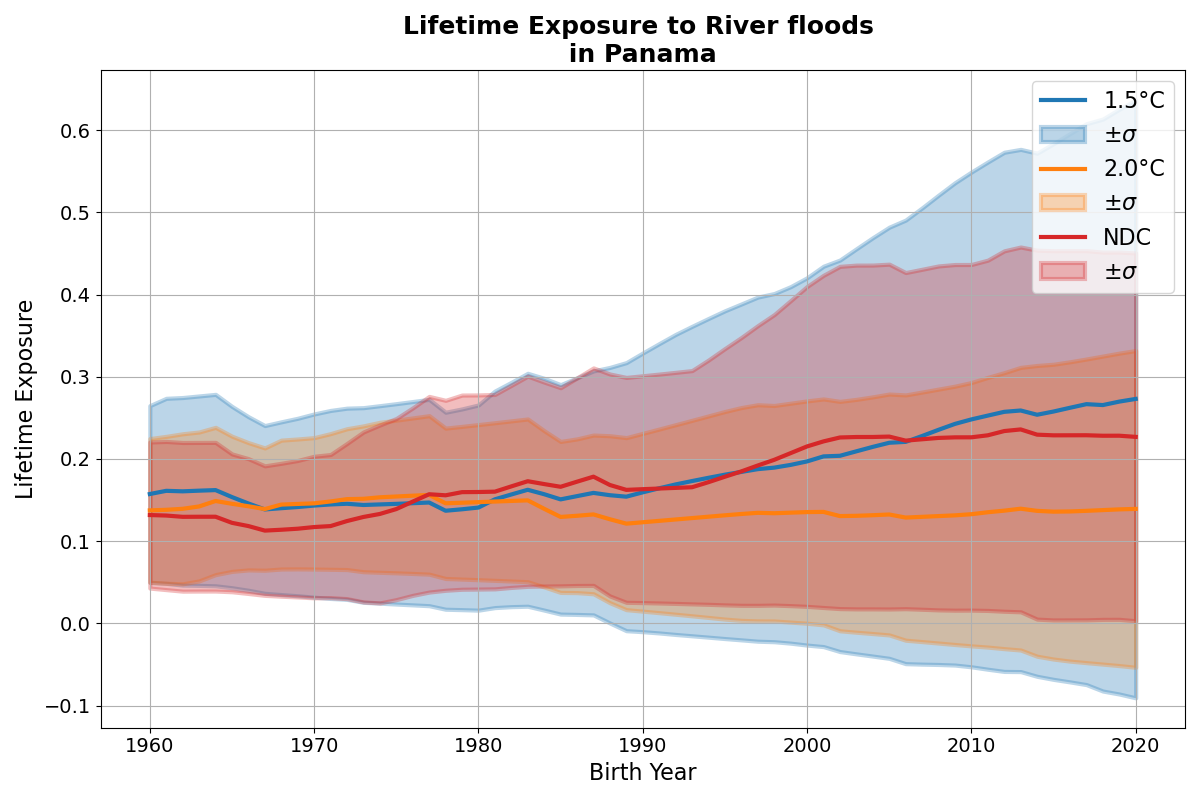 Lifetime Exposure to River floods
in Panama
Lifetime Exposure
0.6
0.5
0.4
0.3
0.2
0.1
0.0
−0.1
1960
1970
1980
1990
2000
2010
2020
Birth Year
1.5°C
±σ
2.0°C
±σ
NDC
±σ